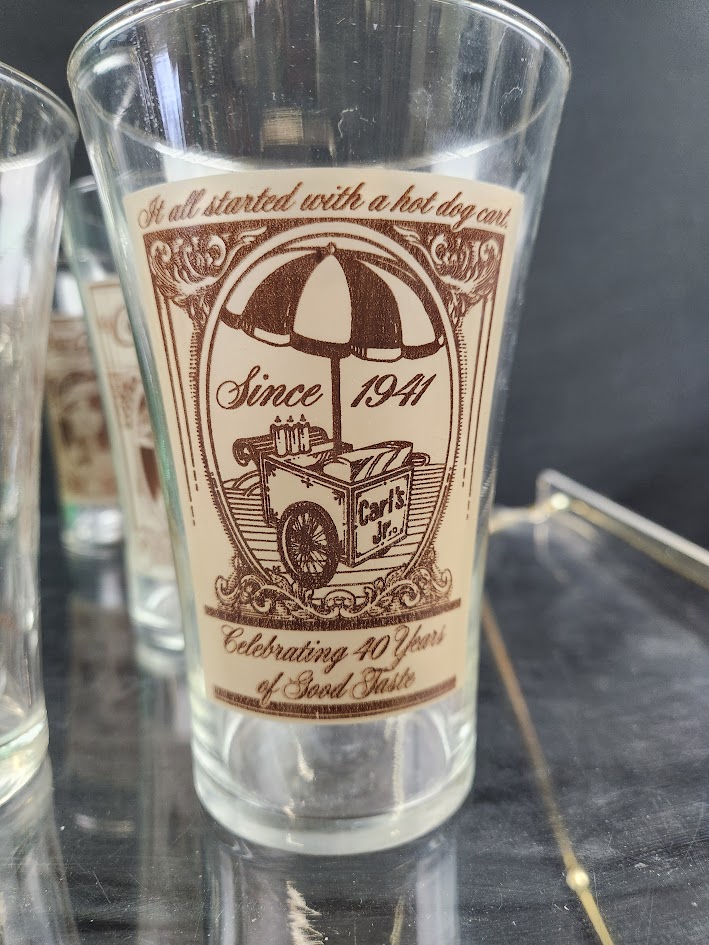 It all started with a hot dog cart.
Since 1941
Carl's
Jr.
Celebrating 40 Years
of Good Taste